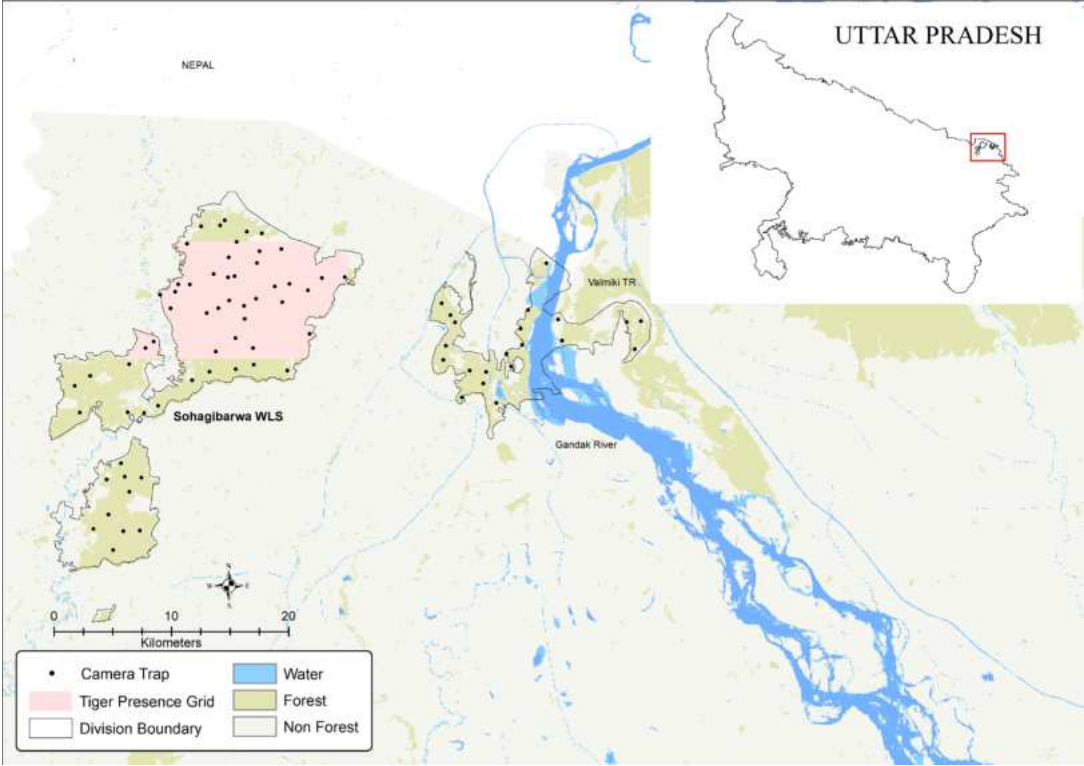 UTTAR PRADESH
NEPAL
Valmiki TR
Sohagibarwa WLS
Gandak River
N
W E
S
0 10 20
Kilometers
Camera Trap
Tiger Presence Grid
Division Boundary
Water
Forest
Non Forest